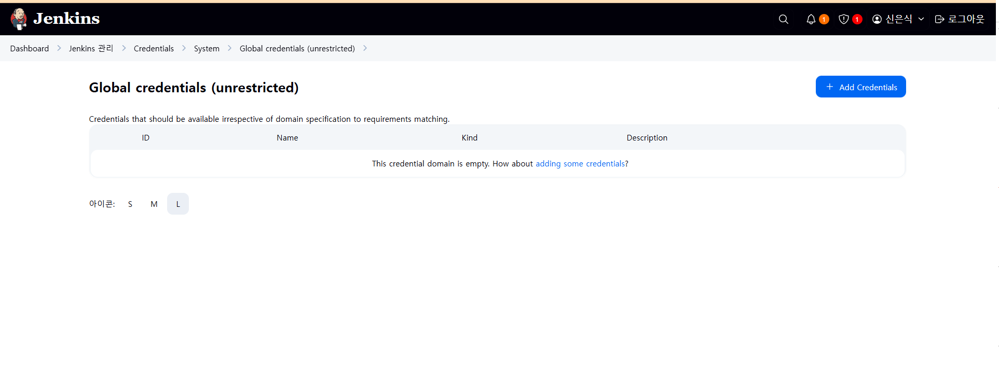 Jenkins 1 1 신은식 로그아웃
Dashboard Jenkins 관리 Credentials System Global credentials (unrestricted)
Global credentials (unrestricted) + Add Credentials
Credentials that should be available irrespective of domain specification to requirements matching.
ID Name Kind Description
This credential domain is empty. How about adding some credentials?
아이콘: S M L